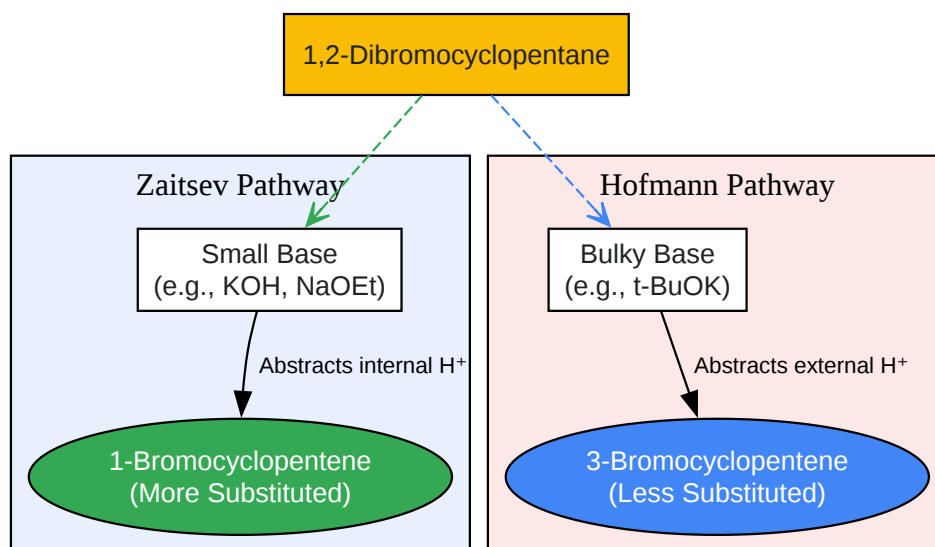 1,2-Dibromocyclopentane
Zaitsev Pathway
Small Base
(e.g., KOH, NaOEt)
Abstracts internal H⁺
1-Bromocyclopentene
(More Substituted)
Hofmann Pathway
Bulky Base
(e.g., t-BuOK)
Abstracts external H⁺
3-Bromocyclopentene
(Less Substituted)